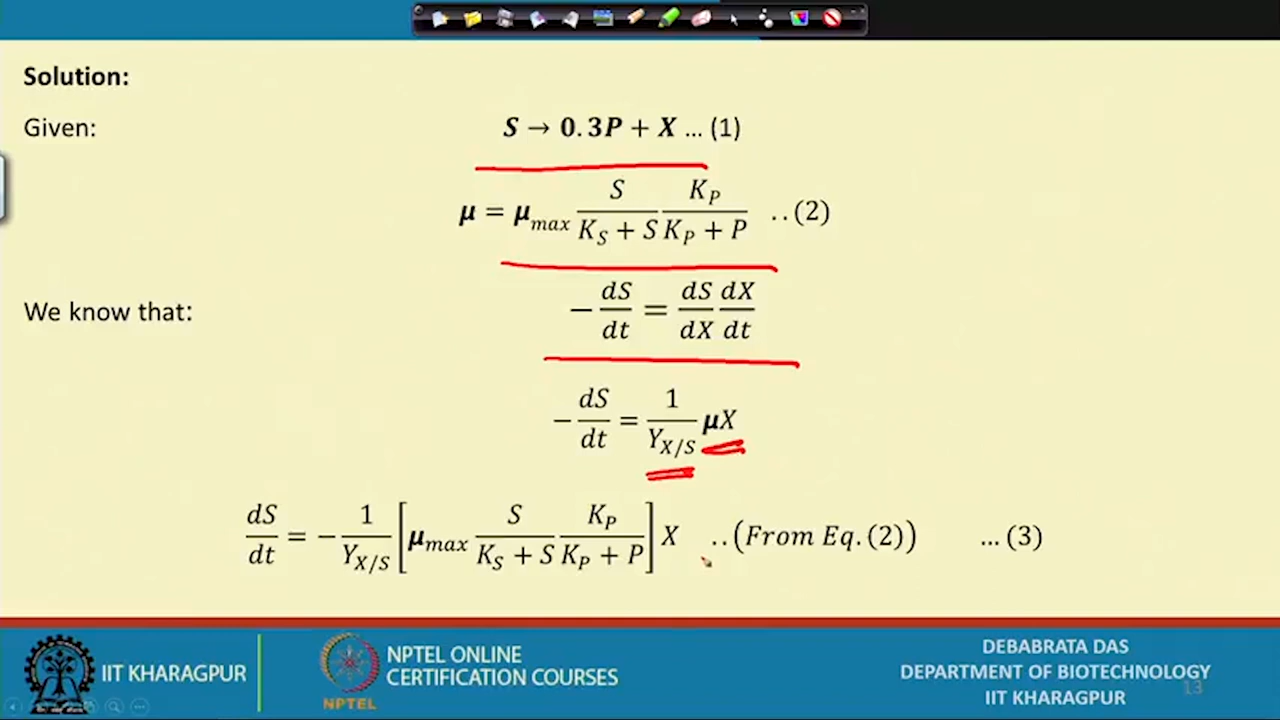 Solution:
Given:
S → 0.3P + X … (1)
μ = μ_max S/(K_S + S) K_P/(K_P + P) ..(2)
We know that:
− dS/dt = dS/dX dX/dt
− dS/dt = 1/Y_X/S μX
dS/dt = − 1/Y_X/S [μ_max S/(K_S + S) K_P/(K_P + P)] X ..(From Eq.(2)) … (3)
IIT KHARAGPUR
NPTEL
NPTEL ONLINE
CERTIFICATION COURSES
DEBABRATA DAS
DEPARTMENT OF BIOTECHNOLOGY
IIT KHARAGPUR
13